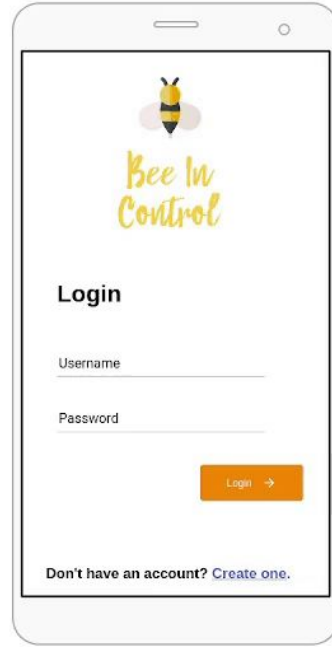 Bee In
Control
Login
Username
Password
Login →
Don't have an account? Create one.